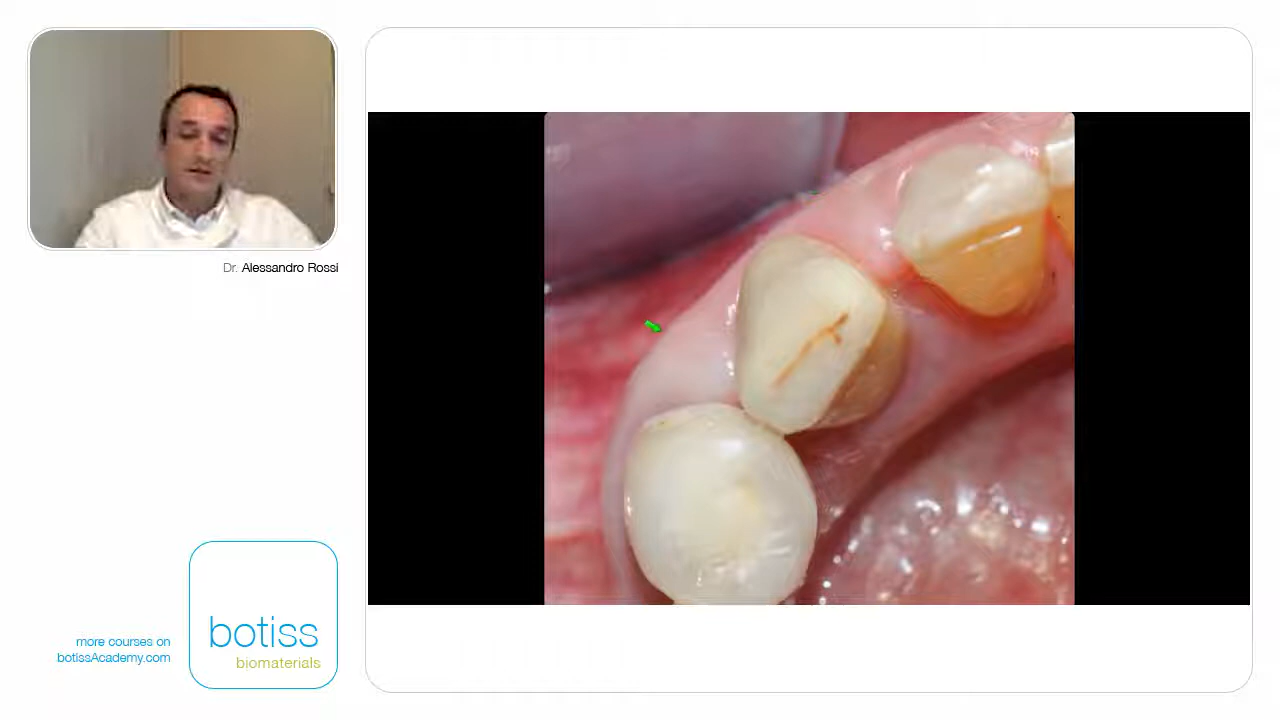 Dr. Alessandro Rossi
more courses on
botissAcademy.com
botiss
biomaterials